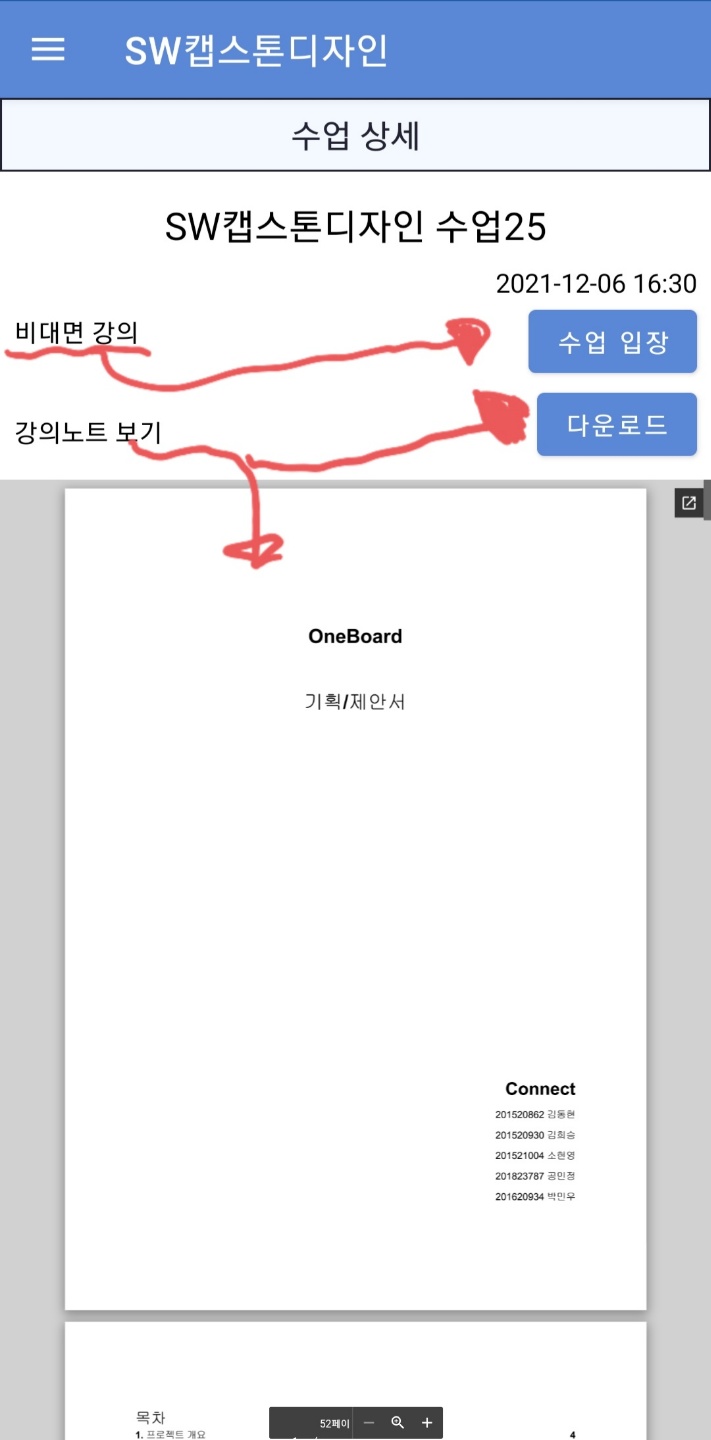 SW캡스톤디자인
수업 상세
SW캡스톤디자인 수업25
2021-12-06 16:30
비대면 강의
수업 입장
강의노트 보기
다운로드
OneBoard
기획/제안서
Connect
201520862 김동현
201520930 김희승
201521004 소현영
201823787 공민정
201620934 박민우
목차
1. 프로젝트 개요 4
52페이